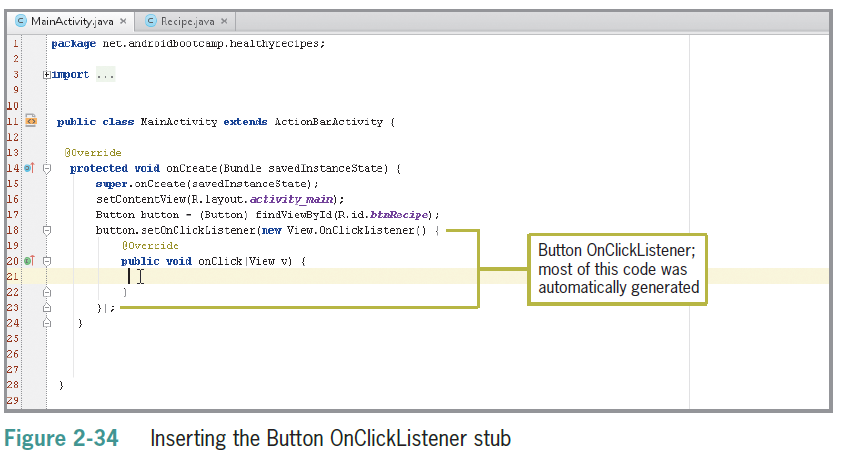 MainActivity.java × Recipe.java ×
1 package net.androidbootcamp.healthyrecipes;
2
3 import ...
9
10
11 public class MainActivity extends ActionBarActivity {
12
13 @Override
14 protected void onCreate(Bundle savedInstanceState) {
15 super.onCreate(savedInstanceState);
16 setContentView(R.layout.activity_main);
17 Button button = (Button) findViewById(R.id.btnRecipe);
18 button.setOnClickListener(new View.OnClickListener() {
19 @Override
20 public void onClick(View v) {
21
22 }
23 });
24 }
25
26
27
28 }
29
Button OnClickListener;
most of this code was
automatically generated
Figure 2-34 Inserting the Button OnClickListener stub